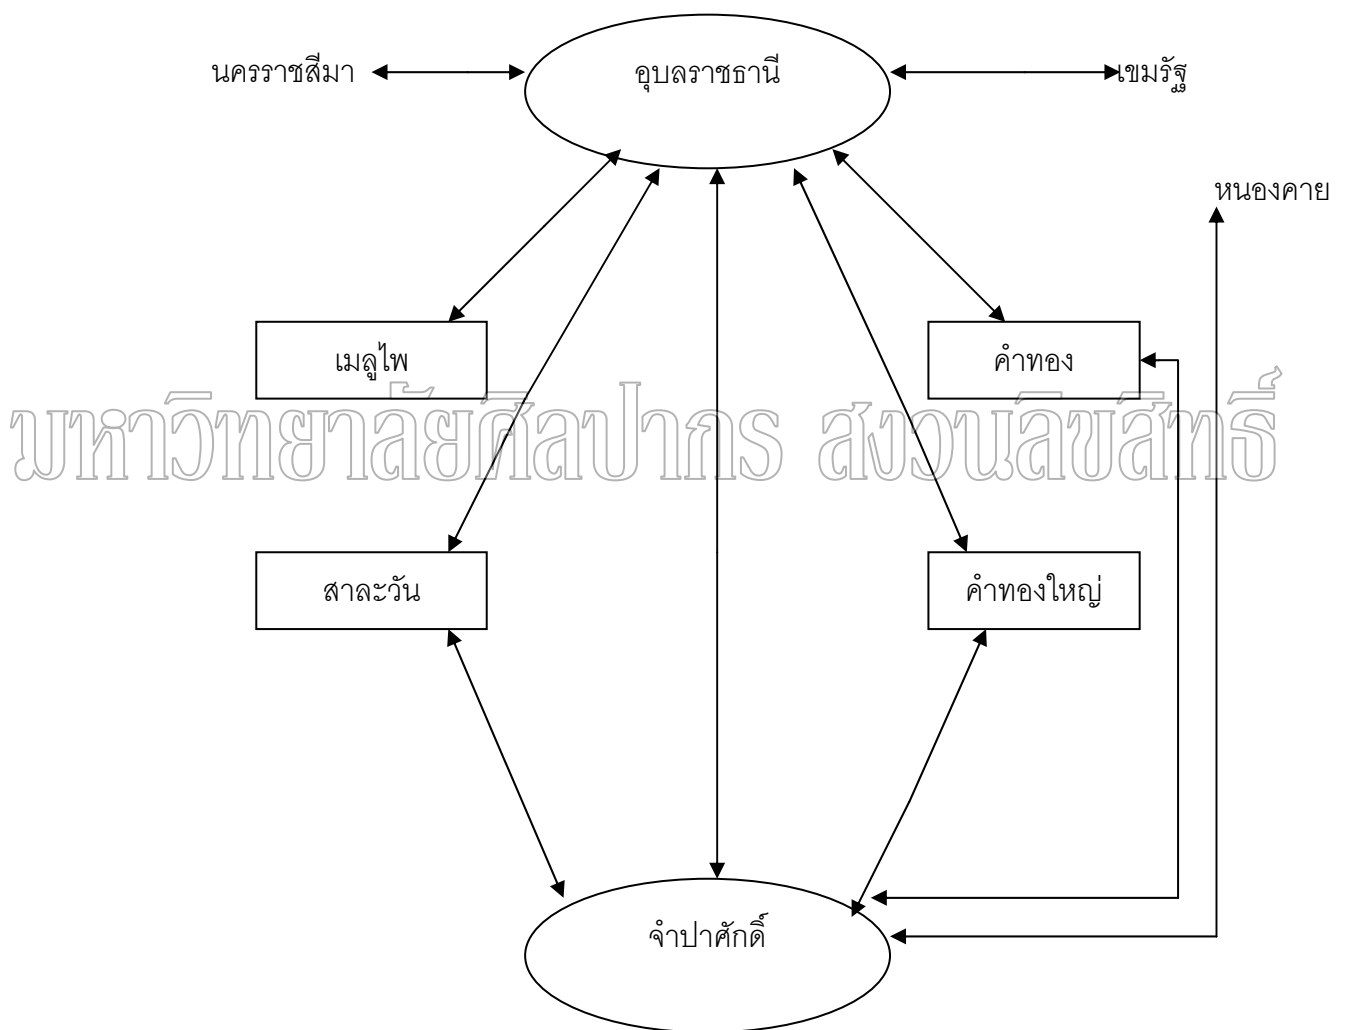 นครราชสีมา
อุบลราชธานี
เขมรัฐ
หนองคาย
เมลูไพ
คำทอง
มหาวิทยาลัยศิลปากร สงวนลิขสิทธิ์
สาละวัน
คำทองใหญ่
จำปาศักดิ์